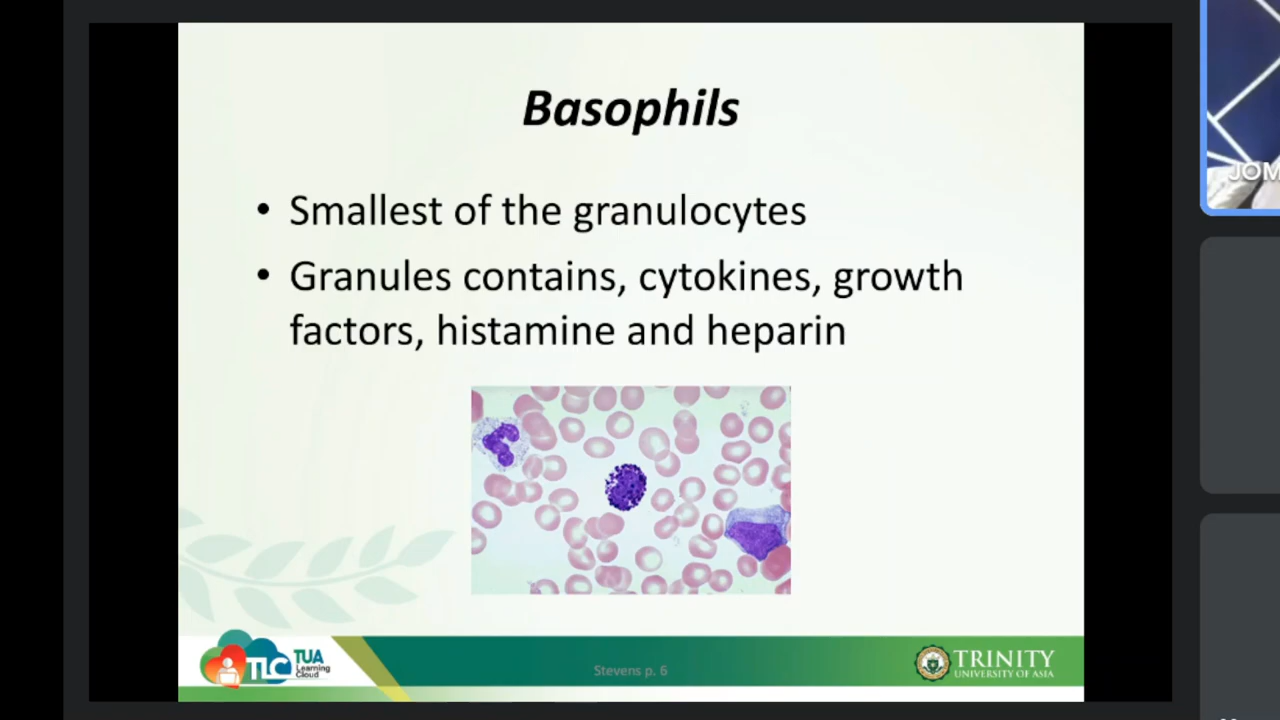 Basophils
• Smallest of the granulocytes
• Granules contains, cytokines, growth
factors, histamine and heparin
TLC
TUA
Learning
Cloud
Stevens p. 6
TRINITY
UNIVERSITY OF ASIA
JOM